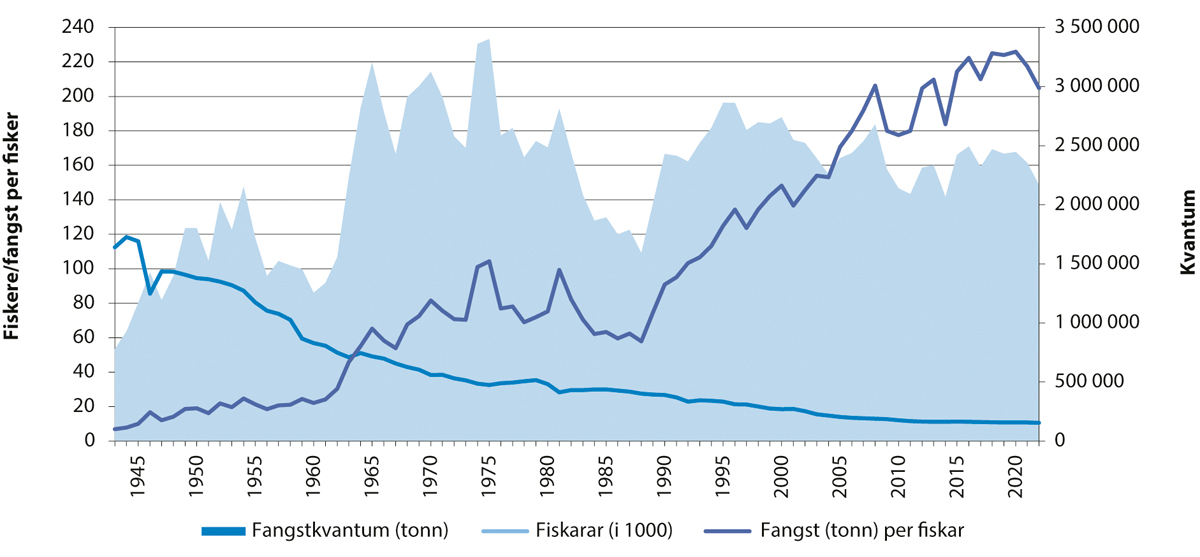 Fiskere/fangst per fisker
240
220
200
180
160
140
120
100
80
60
40
20
0
3 500 000
3 000 000
2 500 000
2 000 000
1 500 000
1 000 000
500 000
0
Kvantum
1945
1950
1955
1960
1965
1970
1975
1980
1985
1990
1995
2000
2005
2010
2015
2020
Fangstkvantum (tonn)
Fiskarar (i 1000)
Fangst (tonn) per fiskar